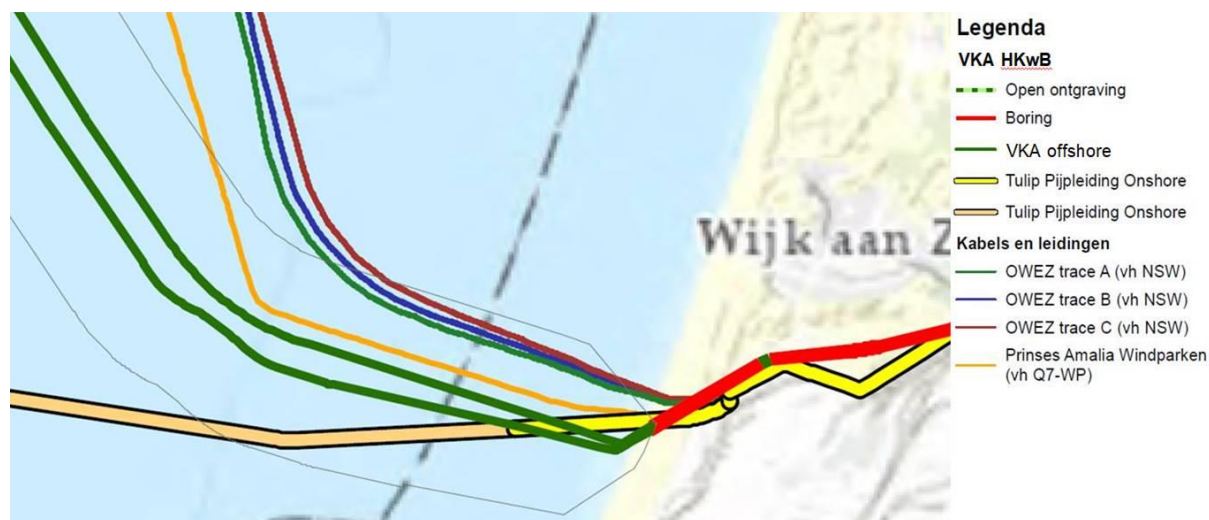 Wijk aan Z
Legenda
VKA HKwB
Open ontgraving
Boring
VKA offshore
Tulip Pijpleiding Onshore
Tulip Pijpleiding Onshore
Kabels en leidingen
OWEZ trace A (vh NSW)
OWEZ trace B (vh NSW)
OWEZ trace C (vh NSW)
Prinses Amalia Windparken
(vh Q7-WP)